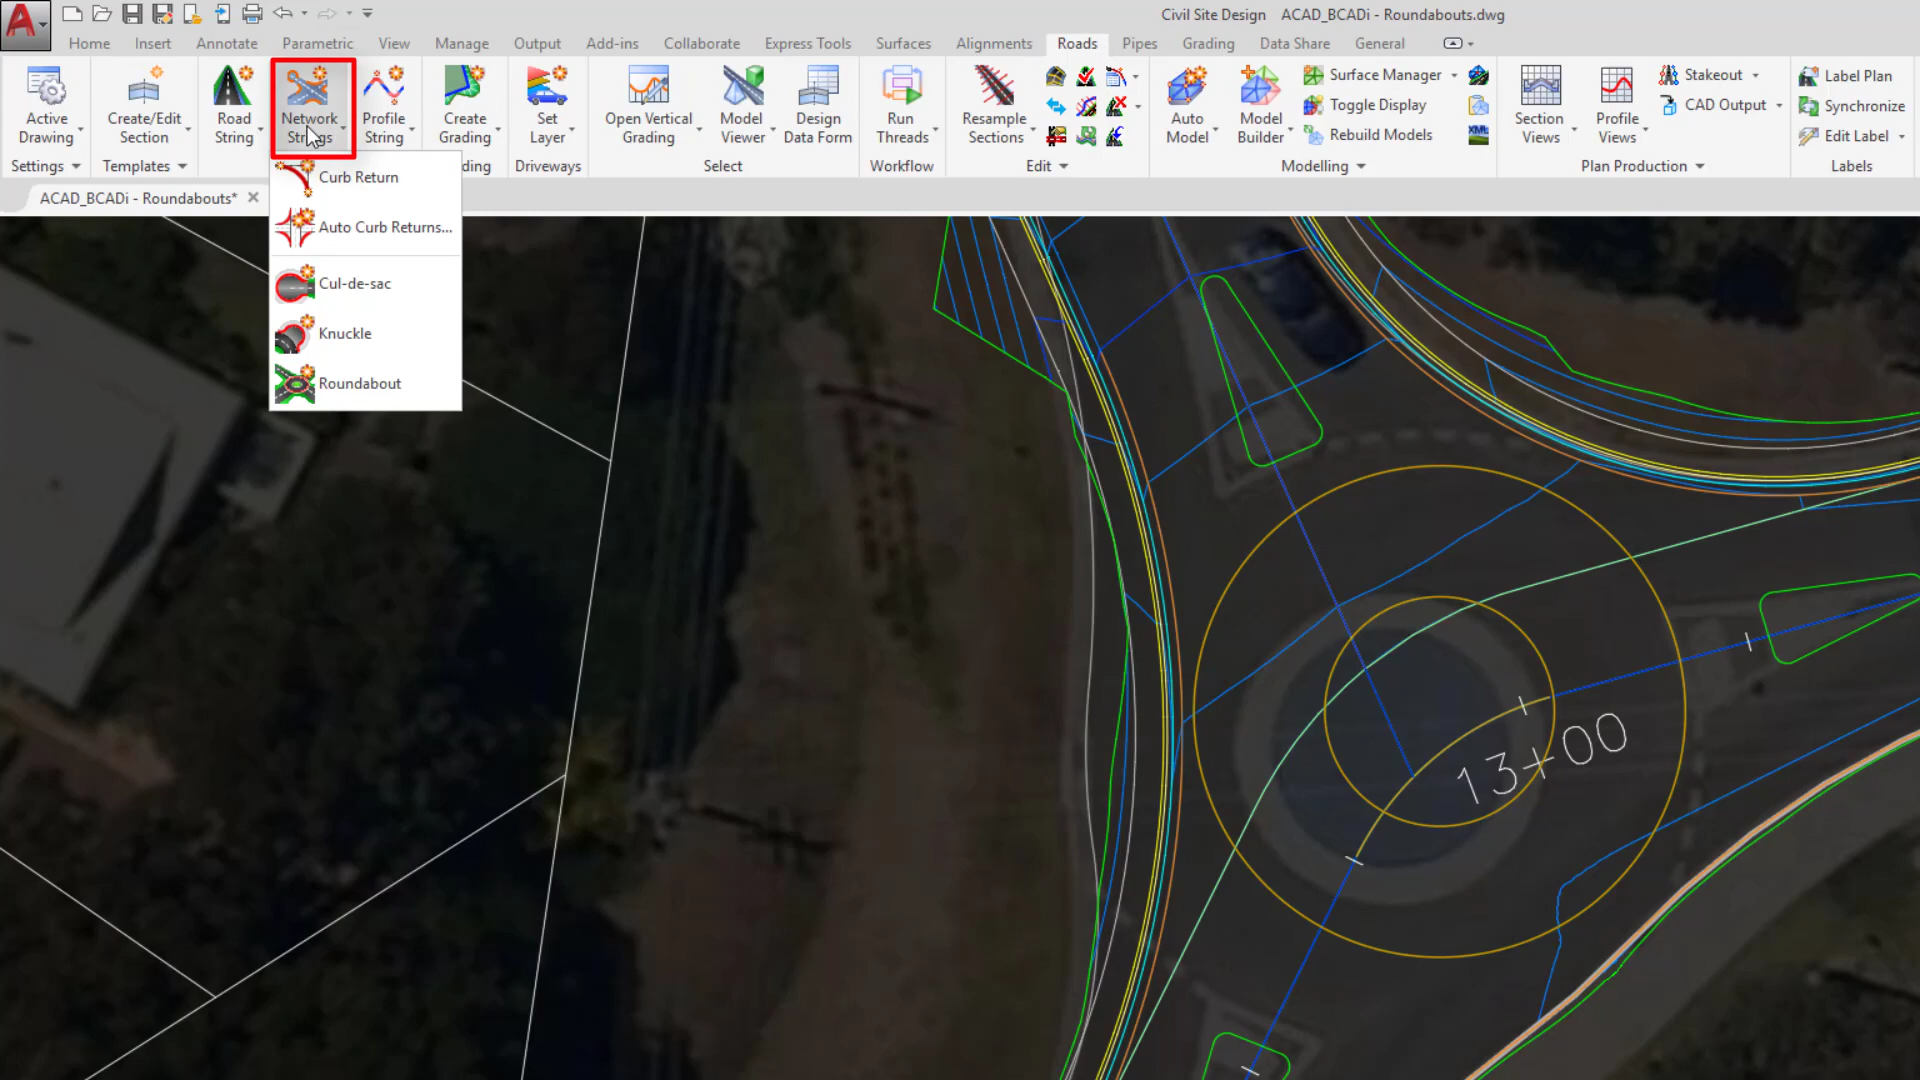 Civil Site Design ACAD_BCADi - Roundabouts.dwg
Home Insert Annotate Parametric View Manage Output Add-ins Collaborate Express Tools Surfaces Alignments Roads Pipes Grading Data Share General
Active Drawing
Create/Edit Section
Road String
Network Strings
Profile String
Create Grading
Set Layer
Open Vertical Grading
Model Viewer
Design Data Form
Run Threads
Resample Sections
Auto Model
Model Builder
Surface Manager
Toggle Display
Rebuild Models
XML
Section Views
Profile Views
Stakeout
CAD Output
Label Plan
Synchronize
Edit Label
Settings Templates ding Driveways Select Workflow Edit Modelling Plan Production Labels
ACAD_BCADi - Roundabouts*
Curb Return
Auto Curb Returns...
Cul-de-sac
Knuckle
Roundabout
13+00